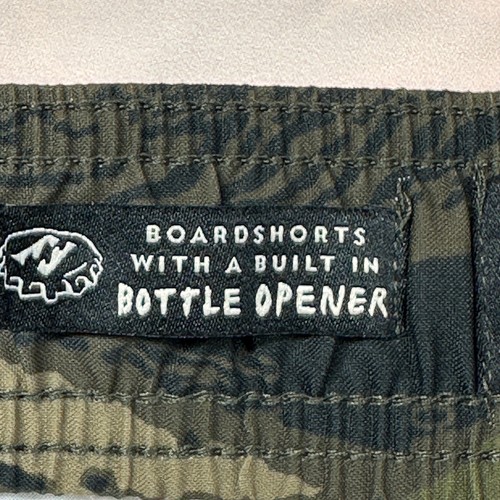 BOARDSHORTS
WITH A BUILT IN
BOTTLE OPENER